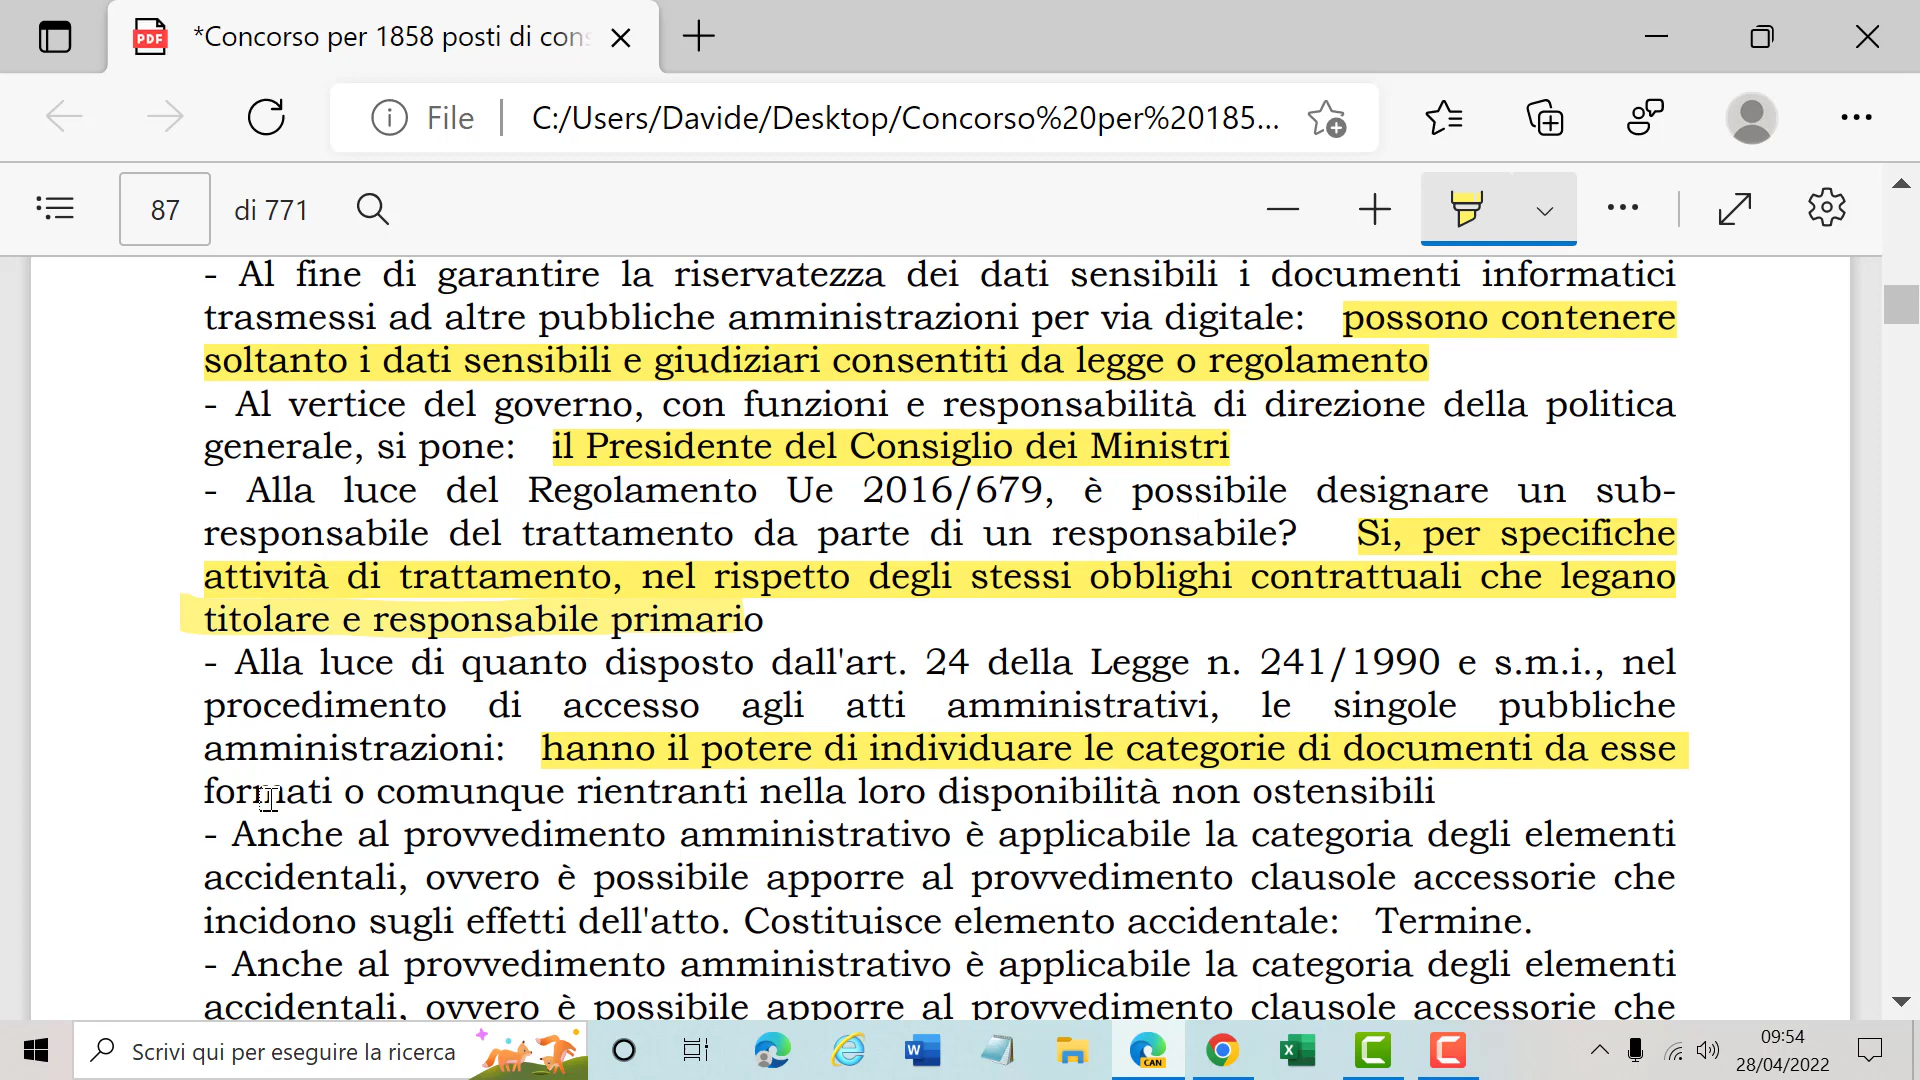 *Concorso per 1858 posti di con
File
C:/Users/Davide/Desktop/Concorso%20per%20185...
87
di 771
- Al fine di garantire la riservatezza dei dati sensibili i documenti informatici
trasmessi ad altre pubbliche amministrazioni per via digitale: possono contenere
soltanto i dati sensibili e giudiziari consentiti da legge o regolamento
- Al vertice del governo, con funzioni e responsabilità di direzione della politica
generale, si pone: il Presidente del Consiglio dei Ministri
- Alla luce del Regolamento Ue 2016/679, è possibile designare un sub-
responsabile del trattamento da parte di un responsabile? Si, per specifiche
attività di trattamento, nel rispetto degli stessi obblighi contrattuali che legano
titolare e responsabile primario
- Alla luce di quanto disposto dall'art. 24 della Legge n. 241/1990 e s.m.i., nel
procedimento di accesso agli atti amministrativi, le singole pubbliche
amministrazioni: hanno il potere di individuare le categorie di documenti da esse
formati o comunque rientranti nella loro disponibilità non ostensibili
- Anche al provvedimento amministrativo è applicabile la categoria degli elementi
accidentali, ovvero è possibile apporre al provvedimento clausole accessorie che
incidono sugli effetti dell'atto. Costituisce elemento accidentale: Termine.
- Anche al provvedimento amministrativo è applicabile la categoria degli elementi
accidentali, ovvero è possibile apporre al provvedimento clausole accessorie che
Scrivi qui per eseguire la ricerca
CAN
09:54
28/04/2022